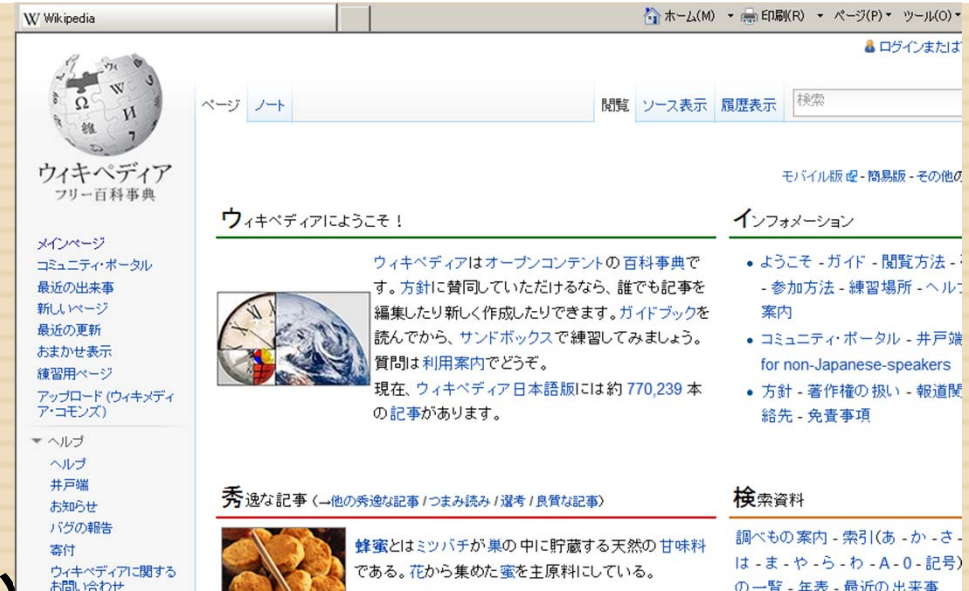 Wikipedia
ホーム(M)
印刷(R)
ページ(P)
ツール(O)
ログインまたは
ページ
ノート
閲覧
ソース表示
履歴表示
検索
ウィキペディア
フリー百科事典
メインページ
コミュニティ・ポータル
最近の出来事
新しいページ
最近の更新
おまかせ表示
練習用ページ
アップロード (ウィキメディ
ア・コモンズ)
ヘルプ
ヘルプ
井戸端
お知らせ
バグの報告
寄付
ウィキペディアに関する
お問い合わせ
モバイル版 - 簡易版 - その他の
ウィキペディアにようこそ！
ウィキペディアはオープンコンテントの百科事典で
す。方針に賛同していただけるなら、誰でも記事を
編集したり新しく作成したりできます。ガイドブックを
読んでから、サンドボックスで練習してみましょう。
質問は利用案内でどうぞ。
現在、ウィキペディア日本語版には約 770,239 本
の記事があります。
インフォメーション
ようこそ - ガイド - 閲覧方法 -
- 参加方法 - 練習場所 - ヘルプ
案内
コミュニティ・ポータル - 井戸端
for non-Japanese-speakers
方針 - 著作権の扱い - 報道関
絡先 - 免責事項
秀逸な記事 (→他の秀逸な記事 / つまみ読み / 選考 / 良質な記事)
蜂蜜とはミツバチが巣の中に貯蔵する天然の甘味料
である。花から集めた蜜を主原料にしている。
検索資料
調べもの案内 - 索引(あ - か - さ -
は - ま - や - ら - わ - A - 0 - 記号)
の一覧 - 年表 - 最近の出来事